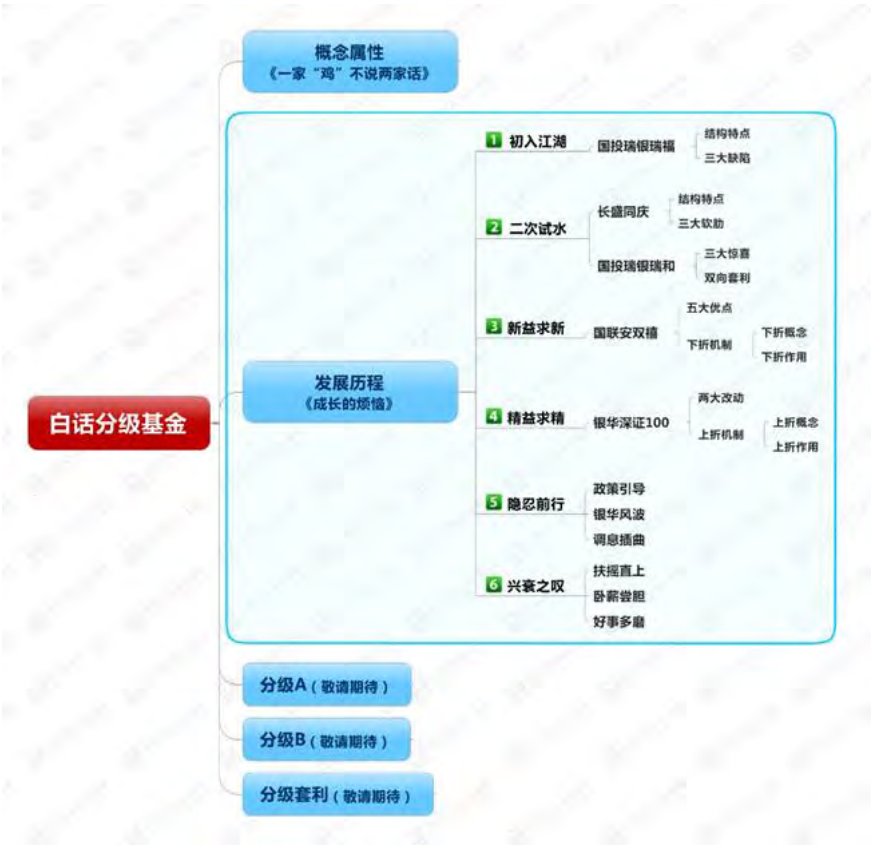 概念属性
《一家“鸡”不说两家话》
1 初入江湖
国投瑞银瑞福
结构特点
三大缺陷
2 二次试水
长盛同庆
结构特点
三大软肋
国投瑞银瑞和
三大惊喜
双向套利
3 新益求新
国联安双禧
五大优点
下折机制
下折概念
下折作用
发展历程
《成长的烦恼》
白话分级基金
4 精益求精
银华深证100
两大改动
上折机制
上折概念
上折作用
5 隐忍前行
政策引导
银华风波
调息插曲
6 兴衰之叹
扶摇直上
卧薪尝胆
好事多磨
分级A（敬请期待）
分级B（敬请期待）
分级套利（敬请期待）